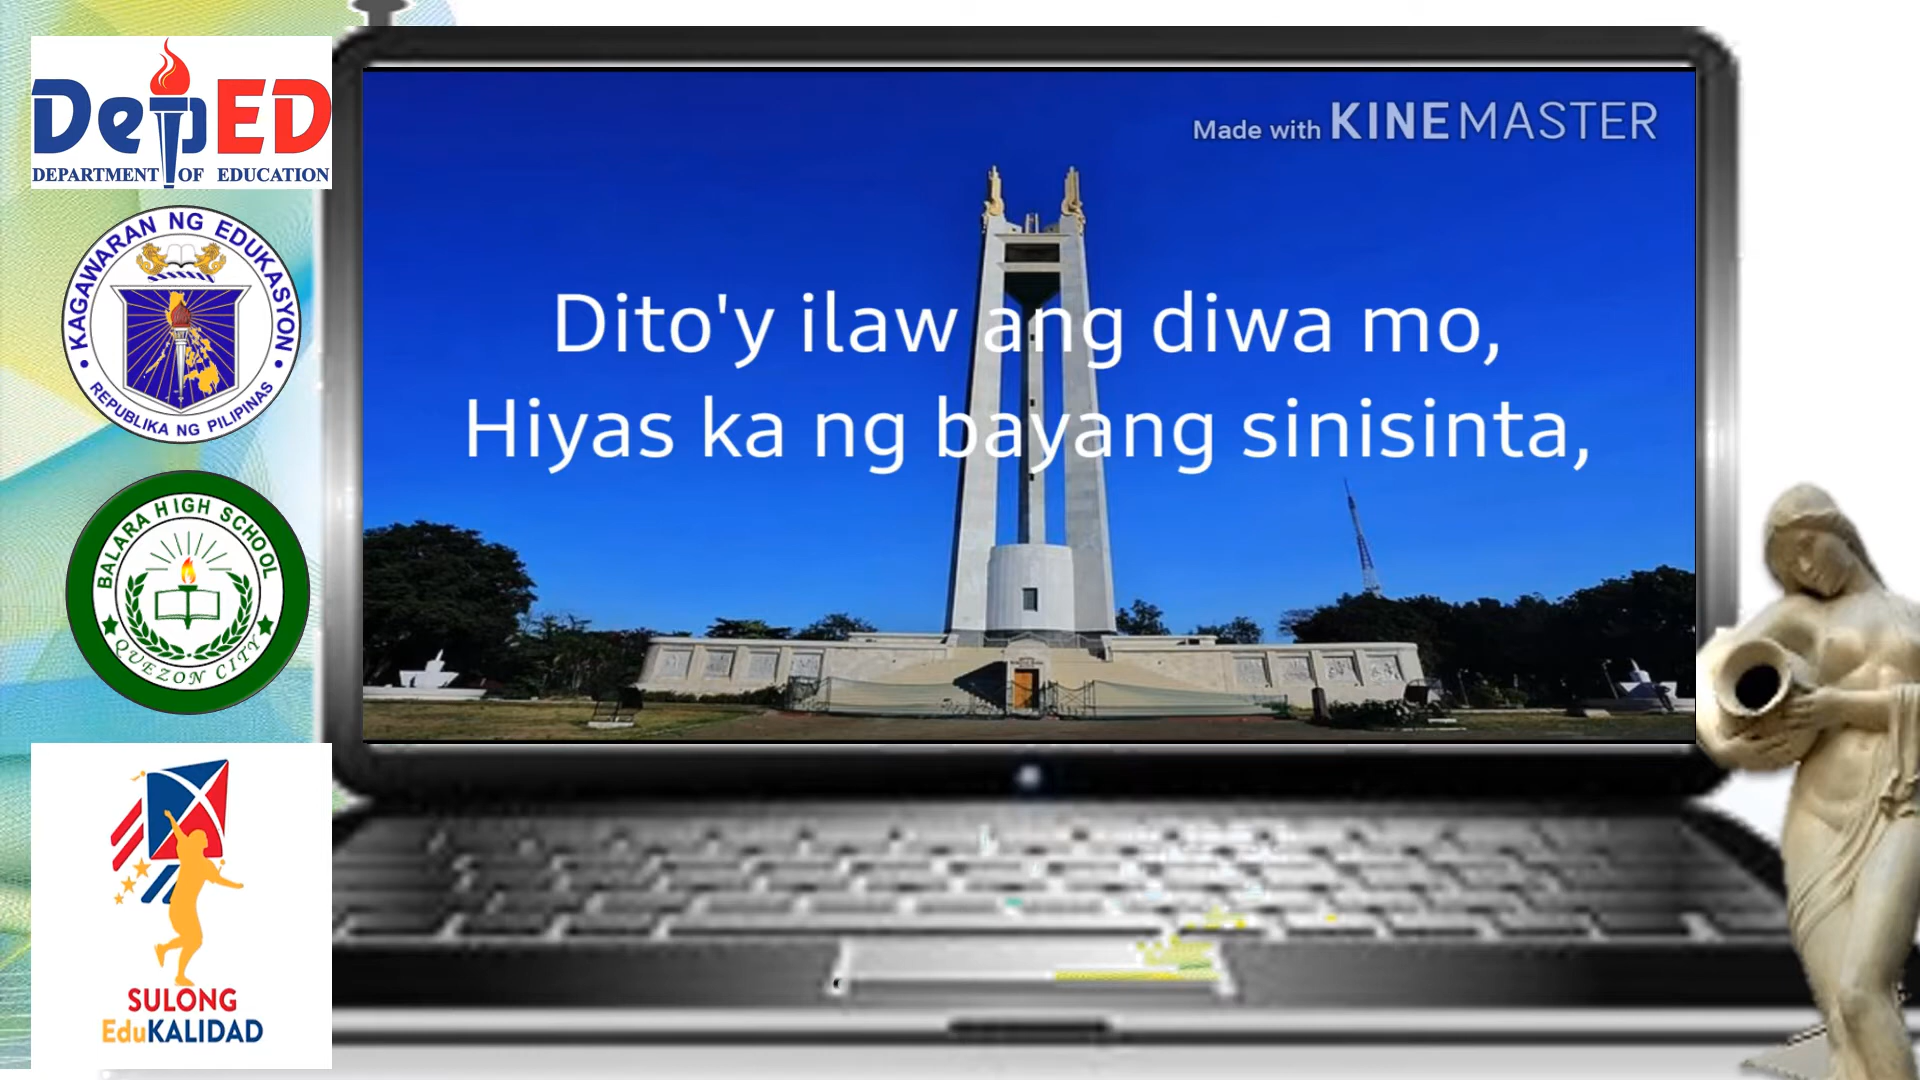 DepED
DEPARTMENT OF EDUCATION
KAGAWARAN NG EDUKASYON
REPUBLIKA NG PILIPINAS
BALARA HIGH SCHOOL
QUEZON CITY
SULONG
EduKALIDAD
Made with KINEMASTER
Dito'y ilaw ang diwa mo,
Hiyas ka ng bayang sinisinta,